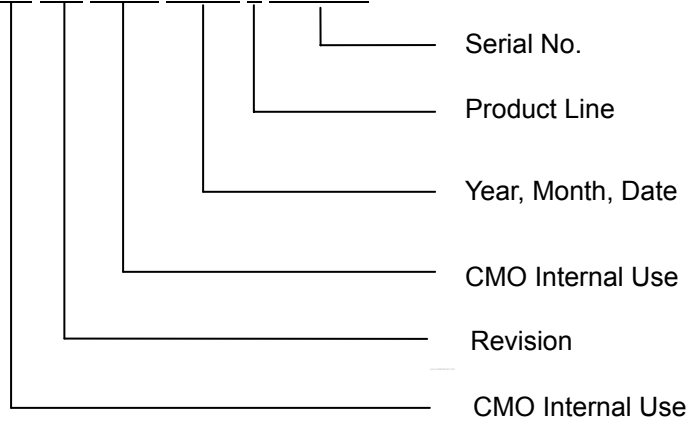 Serial No.
Product Line
Year, Month, Date
CMO Internal Use
Revision
CMO Internal Use